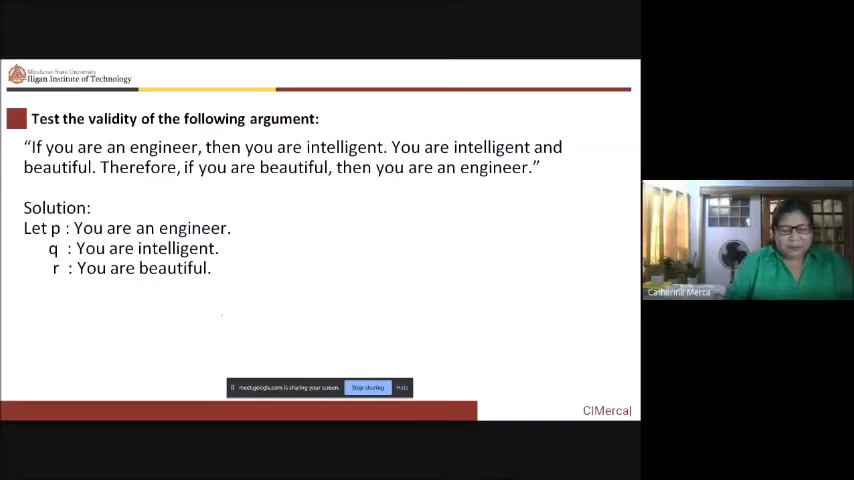 Mindanao State University
Iligan Institute of Technology
Test the validity of the following argument:
“If you are an engineer, then you are intelligent. You are intelligent and
beautiful. Therefore, if you are beautiful, then you are an engineer.”
Solution:
Let p : You are an engineer.
q : You are intelligent.
r : You are beautiful.
meet.google.com is sharing your screen.
Stop sharing
Hide
CIMerca|
Catherina Merca